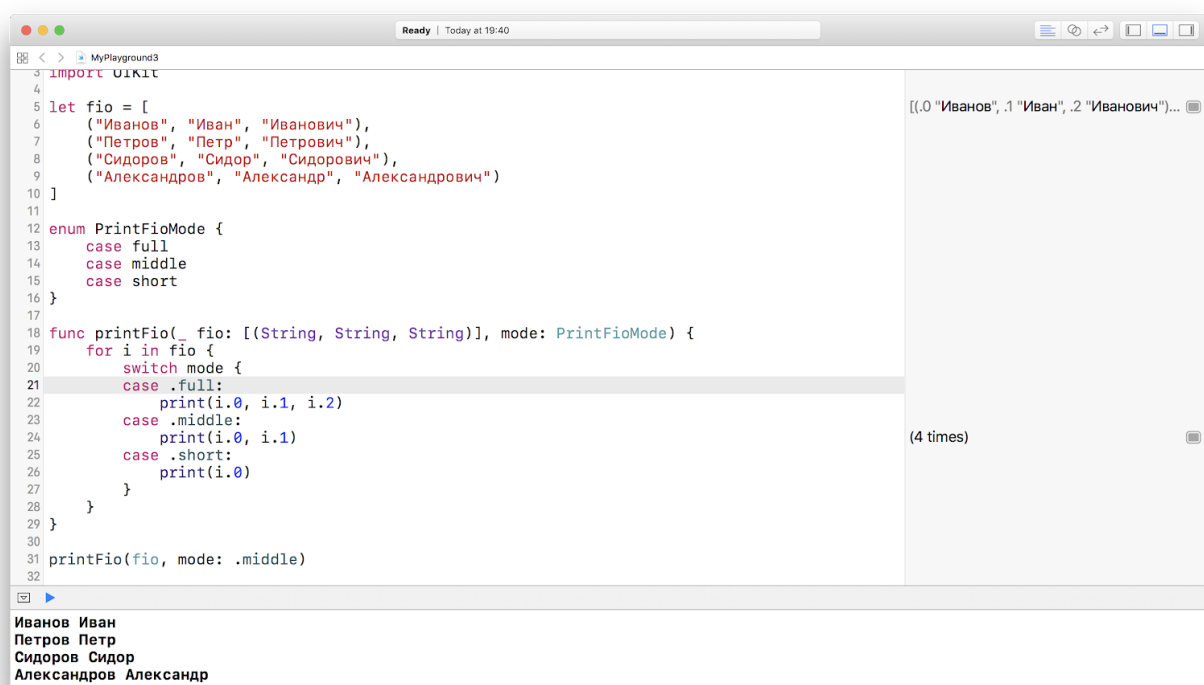 Ready | Today at 19:40
MyPlayground3
3 import UIKit
4
5 let fio = [
[(.0 "Иванов", .1 "Иван", .2 "Иванович")...
6     ("Иванов", "Иван", "Иванович"),
7     ("Петров", "Петр", "Петрович"),
8     ("Сидоров", "Сидор", "Сидорович"),
9     ("Александров", "Александр", "Александрович")
10 ]
11
12 enum PrintFioMode {
13     case full
14     case middle
15     case short
16 }
17
18 func printFio(_ fio: [(String, String, String)], mode: PrintFioMode) {
19     for i in fio {
20         switch mode {
21         case .full:
22             print(i.0, i.1, i.2)
23         case .middle:
24             print(i.0, i.1)
(4 times)
25         case .short:
26             print(i.0)
27         }
28     }
29 }
30
31 printFio(fio, mode: .middle)
32
Иванов Иван
Петров Петр
Сидоров Сидор
Александров Александр